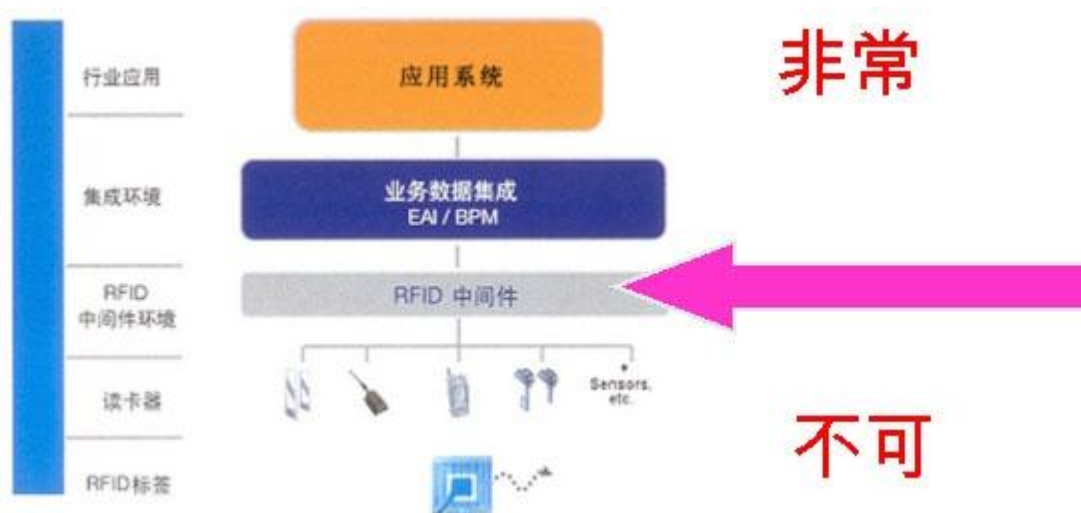 非常
行业应用
应用系统
集成环境
业务数据集成
EAI / BPM
RFID
中间件环境
RFID 中间件
读卡器
Sensors,
etc.
不可
RFID标签